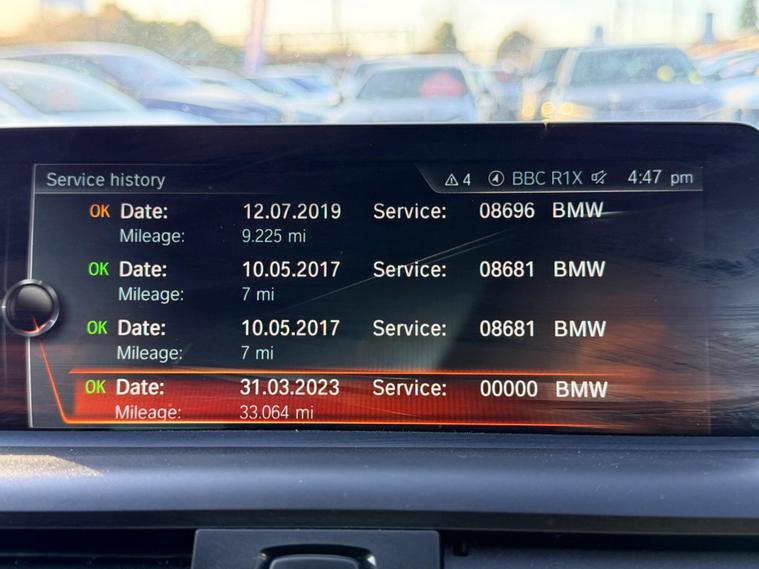 Service history 4 BBC R1X 4:47 pm
OK Date: 12.07.2019 Service: 08696 BMW
Mileage: 9.225 mi
OK Date: 10.05.2017 Service: 08681 BMW
Mileage: 7 mi
OK Date: 10.05.2017 Service: 08681 BMW
Mileage: 7 mi
OK Date: 31.03.2023 Service: 00000 BMW
Mileage: 33.064 mi